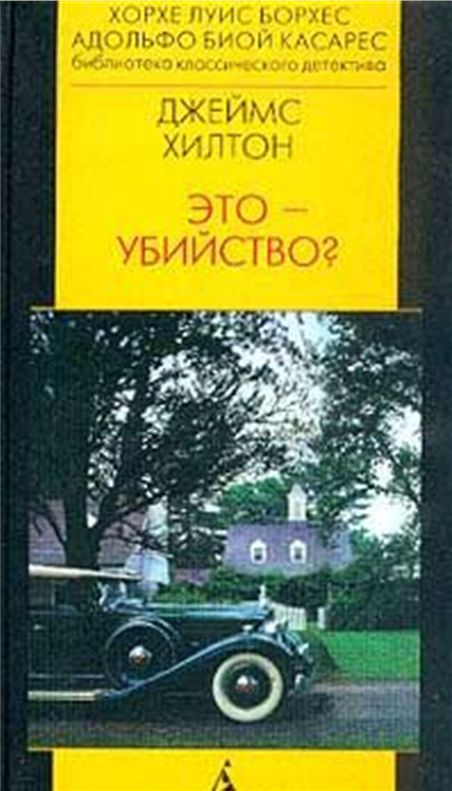 ХОРХЕ ЛУИС БОРХЕС
АДОЛЬФО БИОЙ КАСАРЕС
библиотека классического детектива
ДЖЕЙМС
ХИЛТОН
ЭТО —
УБИЙСТВО?